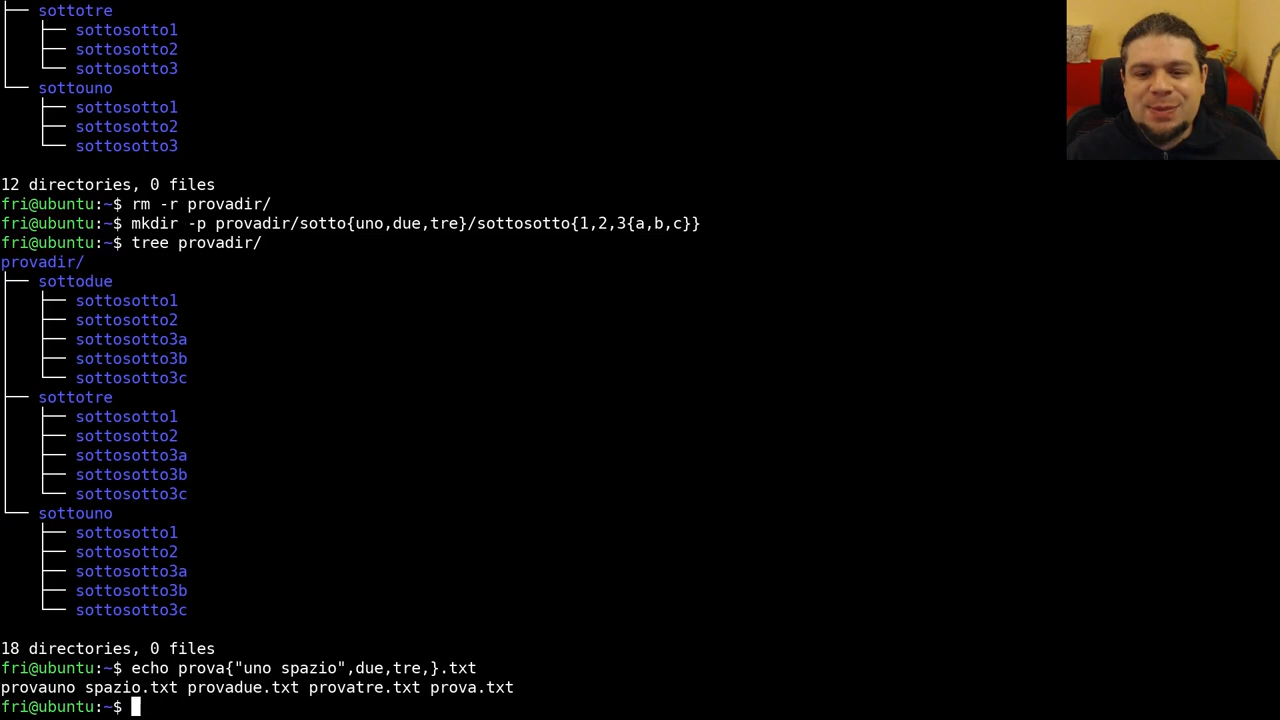 ├── sottotre
│   ├── sottosotto1
│   ├── sottosotto2
│   └── sottosotto3
└── sottouno
    ├── sottosotto1
    ├── sottosotto2
    └── sottosotto3

12 directories, 0 files
fri@ubuntu:~$ rm -r provadir/
fri@ubuntu:~$ mkdir -p provadir/sotto{uno,due,tre}/sottosotto{1,2,3{a,b,c}}
fri@ubuntu:~$ tree provadir/
provadir/
├── sottodue
│   ├── sottosotto1
│   ├── sottosotto2
│   ├── sottosotto3a
│   ├── sottosotto3b
│   └── sottosotto3c
├── sottotre
│   ├── sottosotto1
│   ├── sottosotto2
│   ├── sottosotto3a
│   ├── sottosotto3b
│   └── sottosotto3c
└── sottouno
    ├── sottosotto1
    ├── sottosotto2
    ├── sottosotto3a
    ├── sottosotto3b
    └── sottosotto3c

18 directories, 0 files
fri@ubuntu:~$ echo prova{"uno spazio",due,tre,}.txt
provauno spazio.txt provadue.txt provatre.txt prova.txt
fri@ubuntu:~$